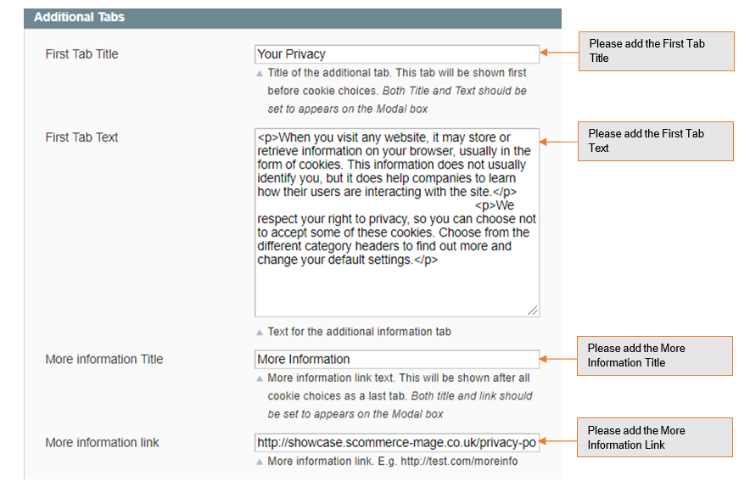 Additional Tabs
First Tab Title
Your Privacy
Please add the First Tab
Title
Title of the additional tab. This tab will be shown first
before cookie choices. Both Title and Text should be
set to appears on the Modal box
First Tab Text
<p>When you visit any website, it may store or
retrieve information on your browser, usually in the
form of cookies. This information does not usually
identify you, but it does help companies to learn
how their users are interacting with the site.</p>
<p>We
respect your right to privacy, so you can choose not
to accept some of these cookies. Choose from the
different category headers to find out more and
change your default settings.</p>
Please add the First Tab
Text
Text for the additional information tab
More information Title
More Information
Please add the More
Information Title
More information link text. This will be shown after all
cookie choices as a last tab. Both title and link should
be set to appears on the Modal box
More information link
http://showcase.scommerce-mage.co.uk/privacy-po
Please add the More
Information Link
More information link. E.g. http://test.com/moreinfo